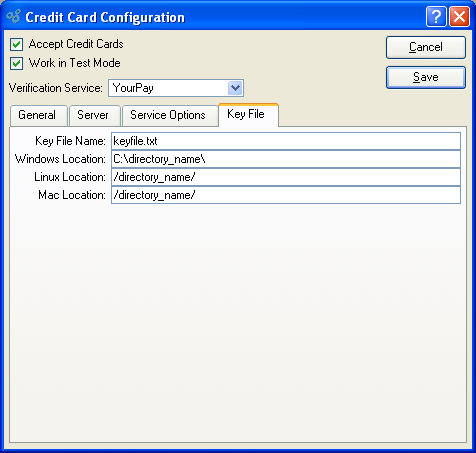 Credit Card Configuration
Accept Credit Cards
Cancel
Work in Test Mode
Save
Verification Service: YourPay
General Server Service Options Key File
Key File Name: keyfile.txt
Windows Location: C:\directory_name\
Linux Location: /directory_name/
Mac Location: /directory_name/